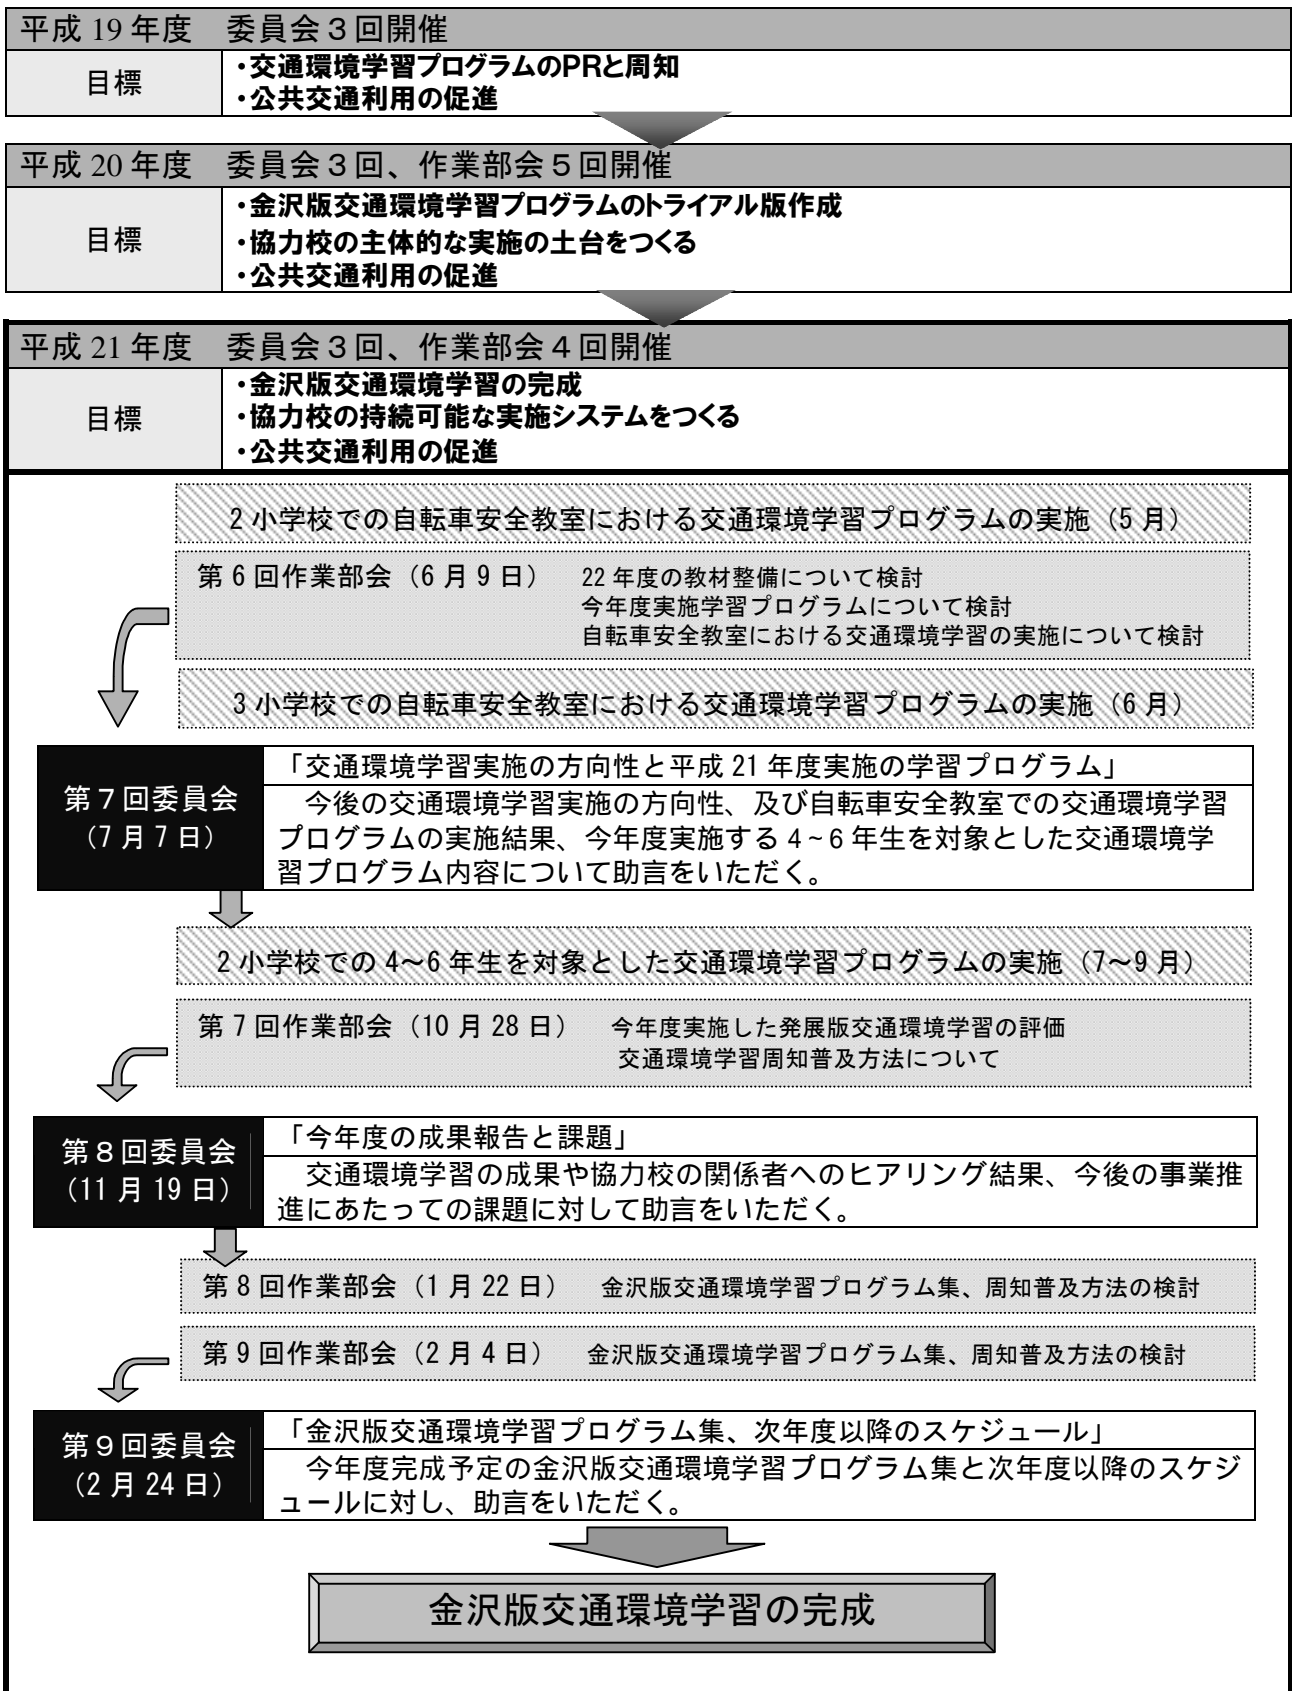 平成 19 年度　委員会３回開催
目標
・交通環境学習プログラムのPRと周知
・公共交通利用の促進
平成 20 年度　委員会３回、作業部会５回開催
目標
・金沢版交通環境学習プログラムのトライアル版作成
・協力校の主体的な実施の土台をつくる
・公共交通利用の促進
平成 21 年度　委員会３回、作業部会４回開催
目標
・金沢版交通環境学習の完成
・協力校の持続可能な実施システムをつくる
・公共交通利用の促進
2 小学校での自転車安全教室における交通環境学習プログラムの実施（5 月）
第 6 回作業部会（6 月 9 日）　22 年度の教材整備について検討
今年度実施学習プログラムについて検討
自転車安全教室における交通環境学習の実施について検討
3 小学校での自転車安全教室における交通環境学習プログラムの実施（6 月）
第７回委員会
（7 月 7 日）
「交通環境学習実施の方向性と平成 21 年度実施の学習プログラム」
今後の交通環境学習実施の方向性、及び自転車安全教室での交通環境学習
プログラムの実施結果、今年度実施する 4~6 年生を対象とした交通環境学
習プログラム内容について助言をいただく。
2 小学校での 4～6 年生を対象とした交通環境学習プログラムの実施（7～9 月）
第 7 回作業部会（10 月 28 日）　今年度実施した発展版交通環境学習の評価
交通環境学習周知普及方法について
第８回委員会
（11 月 19 日）
「今年度の成果報告と課題」
交通環境学習の成果や協力校の関係者へのヒアリング結果、今後の事業推
進にあたっての課題に対して助言をいただく。
第 8 回作業部会（1 月 22 日）　金沢版交通環境学習プログラム集、周知普及方法の検討
第 9 回作業部会（2 月 4 日）　金沢版交通環境学習プログラム集、周知普及方法の検討
第９回委員会
（2 月 24 日）
「金沢版交通環境学習プログラム集、次年度以降のスケジュール」
今年度完成予定の金沢版交通環境学習プログラム集と次年度以降のスケジ
ュールに対し、助言をいただく。
金沢版交通環境学習の完成